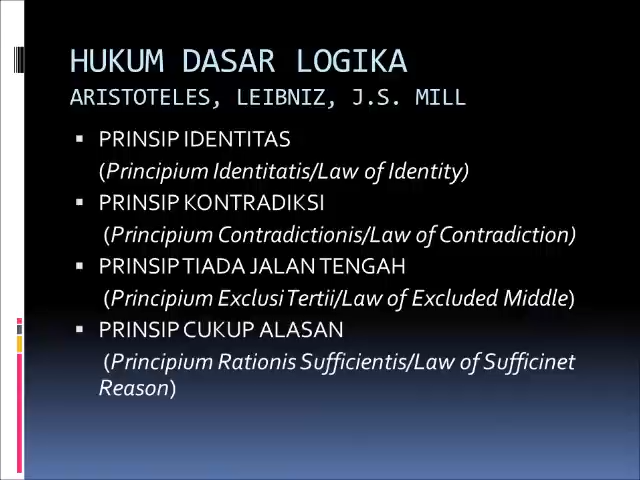 HUKUM DASAR LOGIKA
ARISTOTELES, LEIBNIZ, J.S. MILL
▪ PRINSIP IDENTITAS
(Principium Identitatis/Law of Identity)
▪ PRINSIP KONTRADIKSI
(Principium Contradictionis/Law of Contradiction)
▪ PRINSIP TIADA JALAN TENGAH
(Principium Exclusi Tertii/Law of Excluded Middle)
▪ PRINSIP CUKUP ALASAN
(Principium Rationis Sufficientis/Law of Sufficinet
Reason)